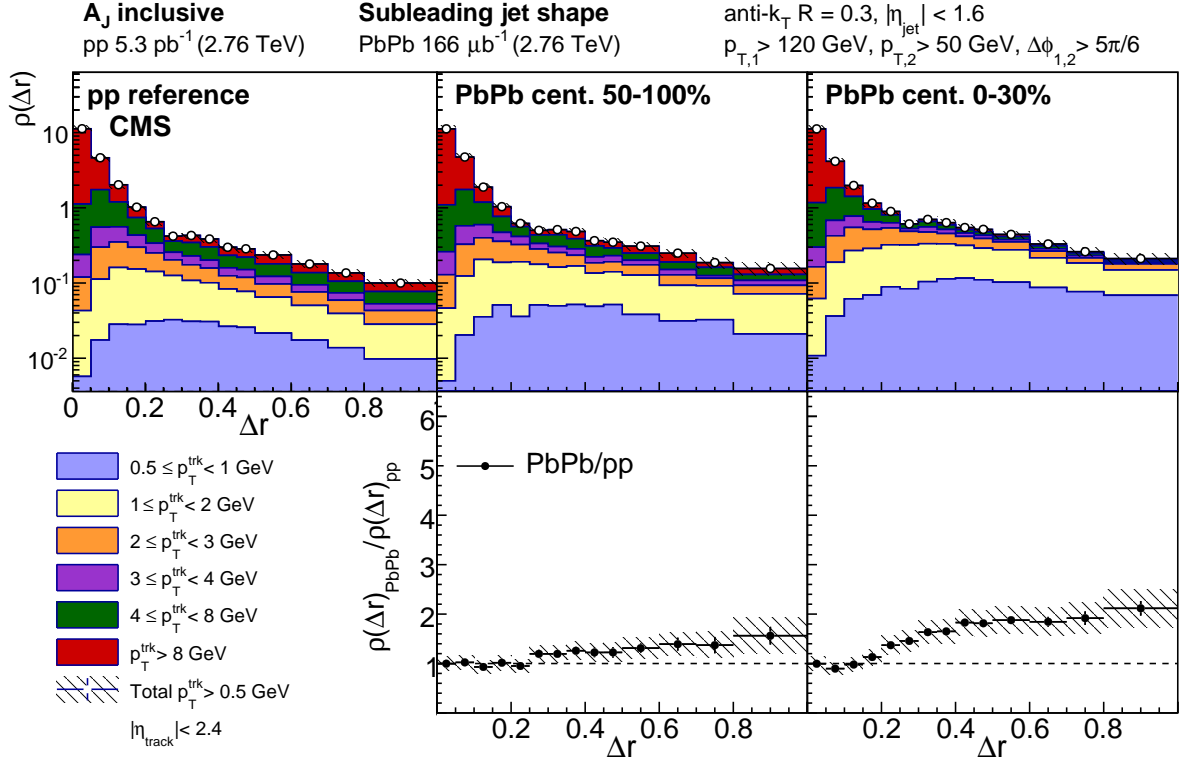 A_J inclusive
Subleading jet shape
anti-k_T R = 0.3, |η_jet| < 1.6
pp 5.3 pb⁻¹ (2.76 TeV)
PbPb 166 μb⁻¹ (2.76 TeV)
p_T,1 > 120 GeV, p_T,2 > 50 GeV, Δϕ_1,2 > 5π/6
ρ(Δr)
pp reference
CMS
PbPb cent. 50-100%
PbPb cent. 0-30%
10
1
10⁻¹
10⁻²
0 0.2 0.4 0.6 0.8
Δr
0.5 ≤ p_T^trk < 1 GeV
1 ≤ p_T^trk < 2 GeV
2 ≤ p_T^trk < 3 GeV
3 ≤ p_T^trk < 4 GeV
4 ≤ p_T^trk < 8 GeV
p_T^trk > 8 GeV
Total p_T^trk > 0.5 GeV
|η_track| < 2.4
ρ(Δr)_PbPb/ρ(Δr)_pp
6
5
4
3
2
1
PbPb/pp
0.2 0.4 0.6 0.8
Δr
0.2 0.4 0.6 0.8
Δr